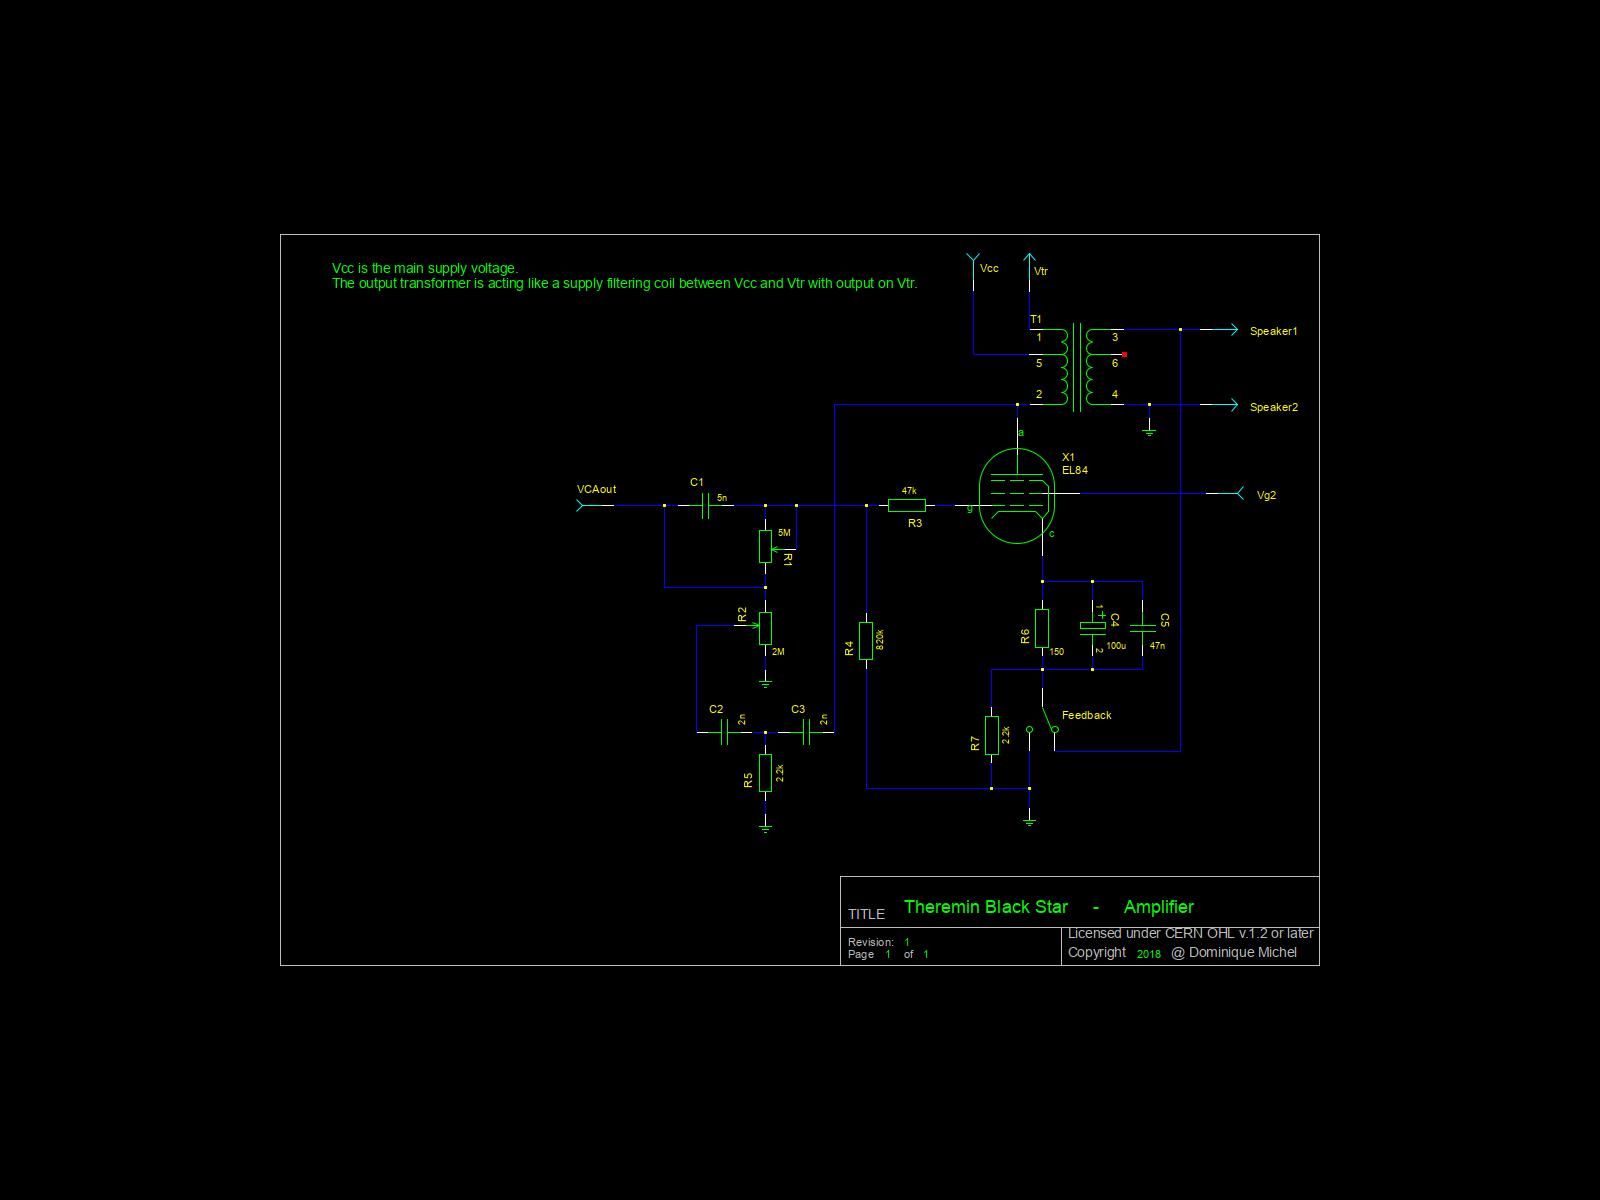 Vcc is the main supply voltage.
The output transformer is acting like a supply filtering coil between Vcc and Vtr with output on Vtr.
Vcc
Vtr
T1
1
3
Speaker1
5
6
2
4
Speaker2
a
X1
EL84
VCAout
C1
5n
47k
R3
g
Vg2
c
5M
R1
R2
2M
R4
820k
R6
150
1
+
C4
100u
2
C5
47n
C2
2n
C3
2n
Feedback
R5
2.2k
R7
2.2k
TITLE Theremin Black Star - Amplifier
Revision: 1
Page 1 of 1
Licensed under CERN OHL v.1.2 or later
Copyright 2018 @ Dominique Michel